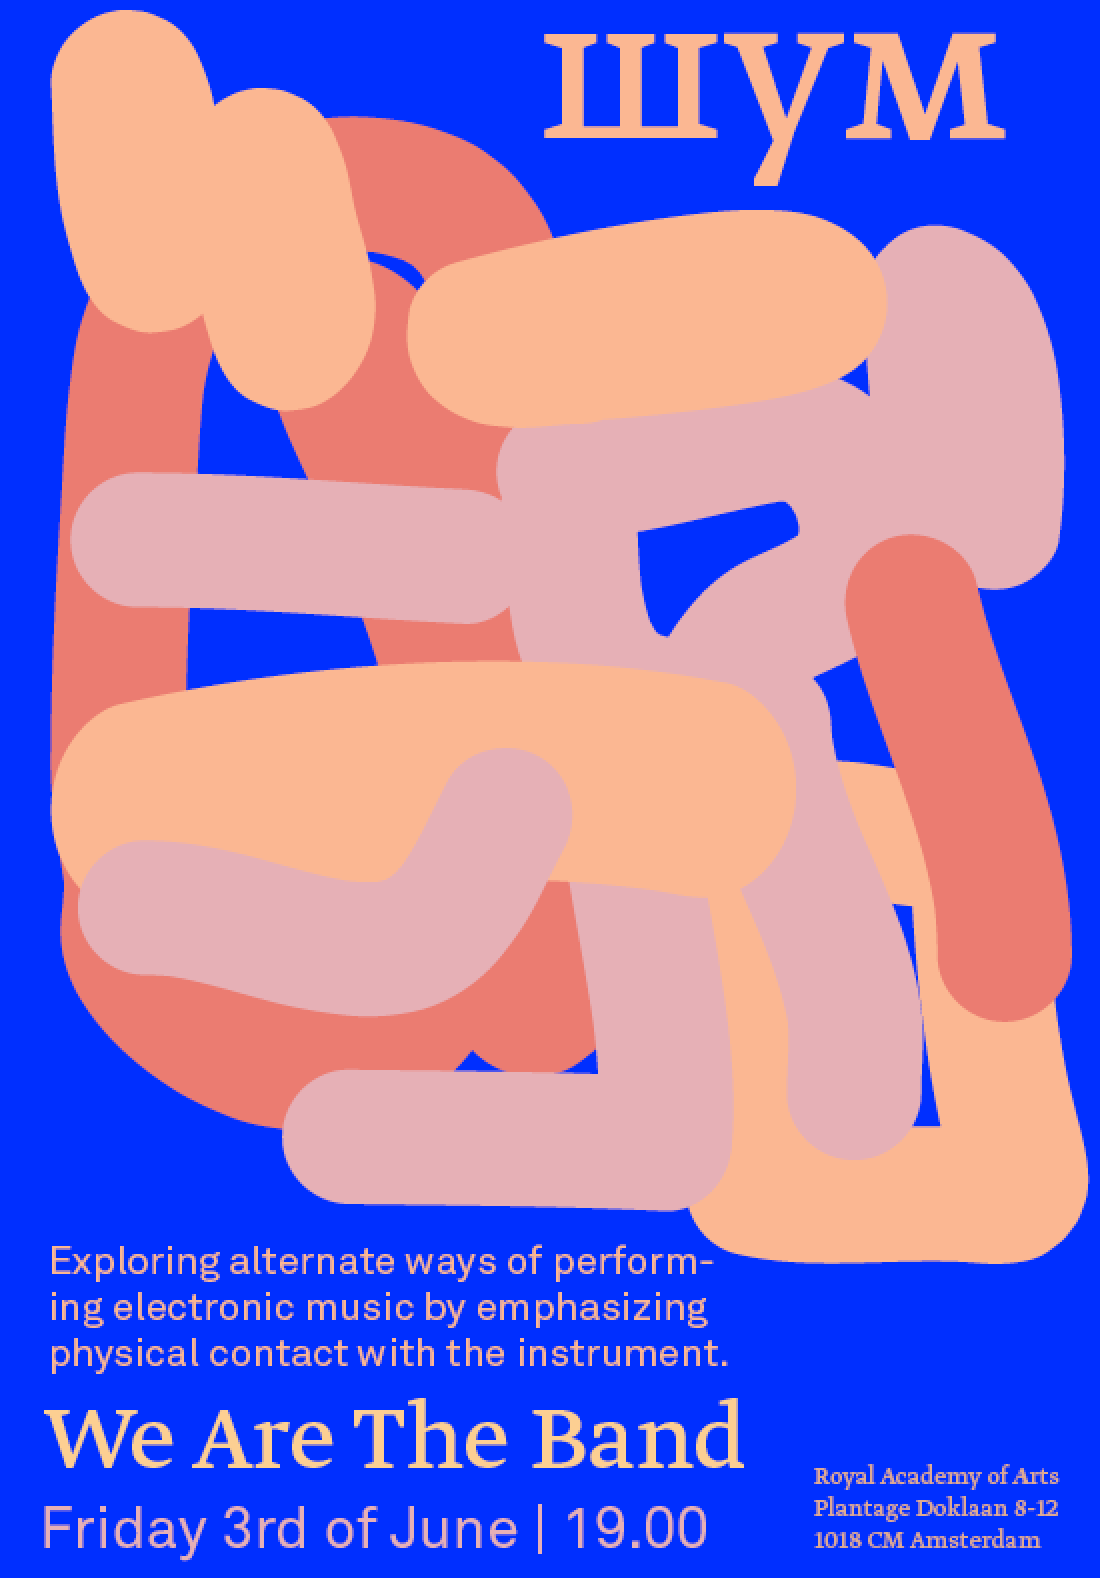 шум
Exploring alternate ways of perform-
ing electronic music by emphasizing
physical contact with the instrument.
We Are The Band
Friday 3rd of June | 19.00
Royal Academy of Arts
Plantage Doklaan 8-12
1018 CM Amsterdam